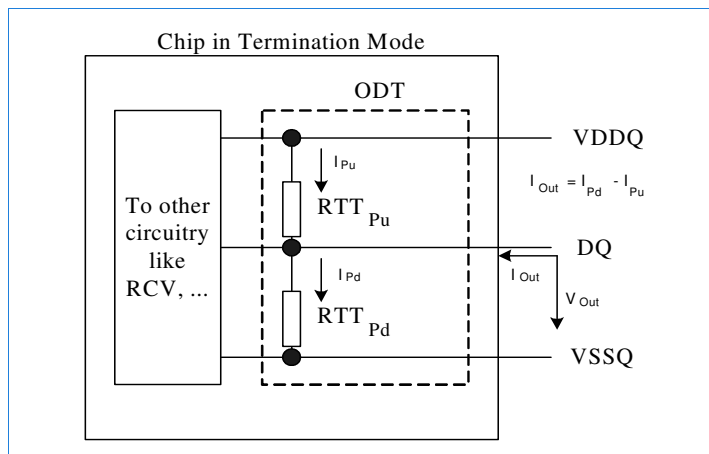 Chip in Termination Mode
ODT
VDDQ
I Pu
I Out = I Pd - I Pu
RTT Pu
To other
circuitry
like
RCV, ...
DQ
I Out
I Pd
V Out
RTT Pd
VSSQ